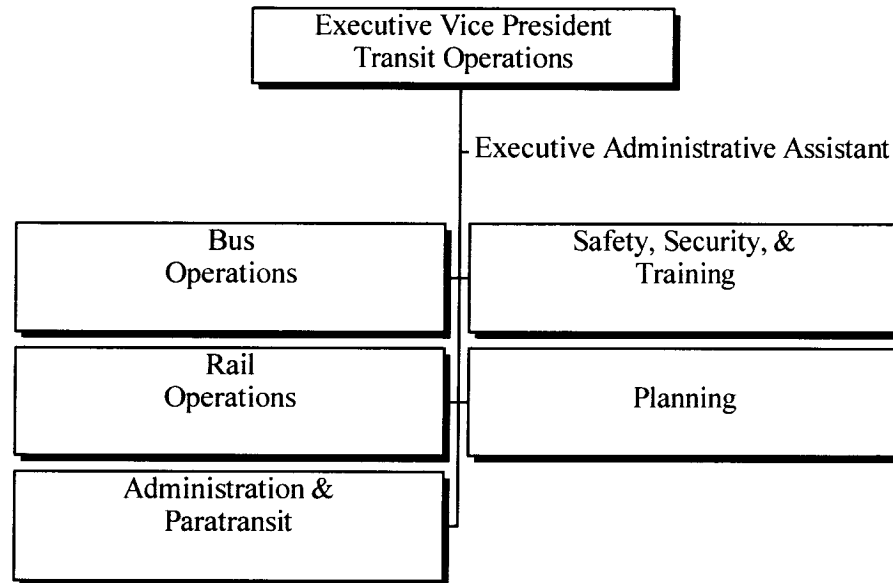 Executive Vice President
Transit Operations
Executive Administrative Assistant
Bus
Operations
Safety, Security, &
Training
Rail
Operations
Planning
Administration &
Paratransit